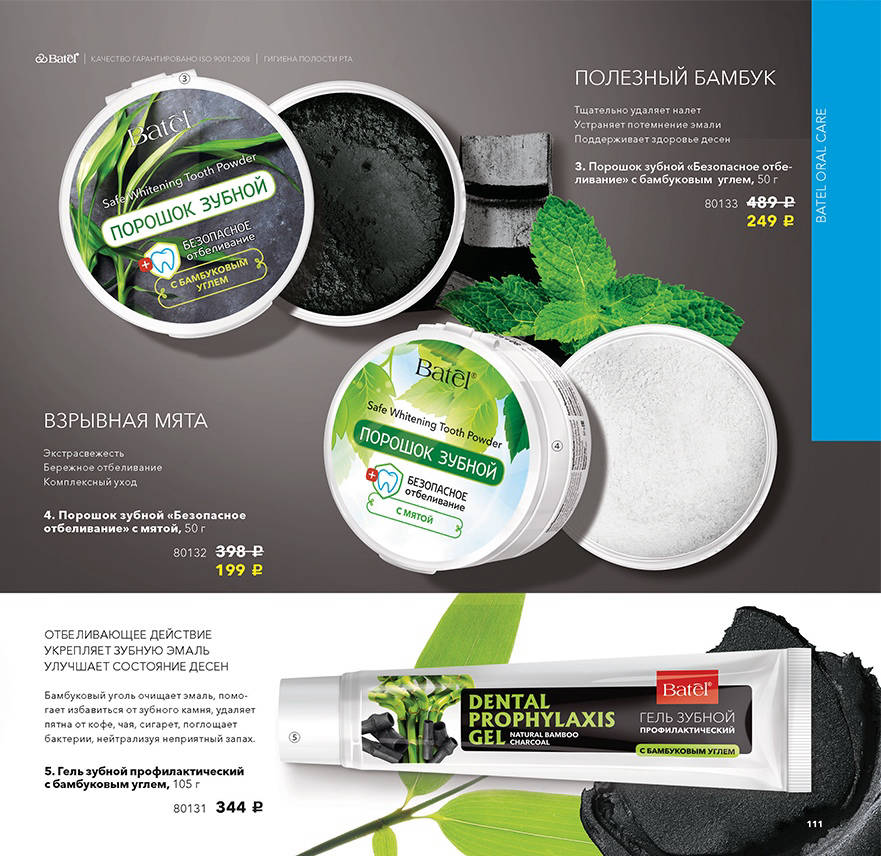 Batel® | КАЧЕСТВО ГАРАНТИРОВАНО ISO 9001:2008 | ГИГИЕНА ПОЛОСТИ РТА
3
Batel®
Safe Whitening Tooth Powder
ПОРОШОК ЗУБНОЙ
БЕЗОПАСНОЕ
отбеливание
С БАМБУКОВЫМ
УГЛЕМ
ПОЛЕЗНЫЙ БАМБУК
Тщательно удаляет налет
Устраняет потемнение эмали
Поддерживает здоровье десен
3. Порошок зубной «Безопасное отбе-
ливание» с бамбуковым углем, 50 г
80133 489 ₽
249 ₽
BATEL ORAL CARE
ВЗРЫВНАЯ МЯТА
Экстрасвежесть
Бережное отбеливание
Комплексный уход
4. Порошок зубной «Безопасное
отбеливание» с мятой, 50 г
80132 398 ₽
199 ₽
Batel®
Safe Whitening Tooth Powder
ПОРОШОК ЗУБНОЙ
БЕЗОПАСНОЕ
отбеливание
С МЯТОЙ
4
ОТБЕЛИВАЮЩЕЕ ДЕЙСТВИЕ
УКРЕПЛЯЕТ ЗУБНУЮ ЭМАЛЬ
УЛУЧШАЕТ СОСТОЯНИЕ ДЕСЕН
Бамбуковый уголь очищает эмаль, помо-
гает избавиться от зубного камня, удаляет
пятна от кофе, чая, сигарет, поглощает
бактерии, нейтрализуя неприятный запах.
5. Гель зубной профилактический
с бамбуковым углем, 105 г
80131 344 ₽
5
DENTAL
PROPHYLAXIS
GEL NATURAL BAMBOO
CHARCOAL
Batel®
ГЕЛЬ ЗУБНОЙ
ПРОФИЛАКТИЧЕСКИЙ
С БАМБУКОВЫМ УГЛЕМ
111